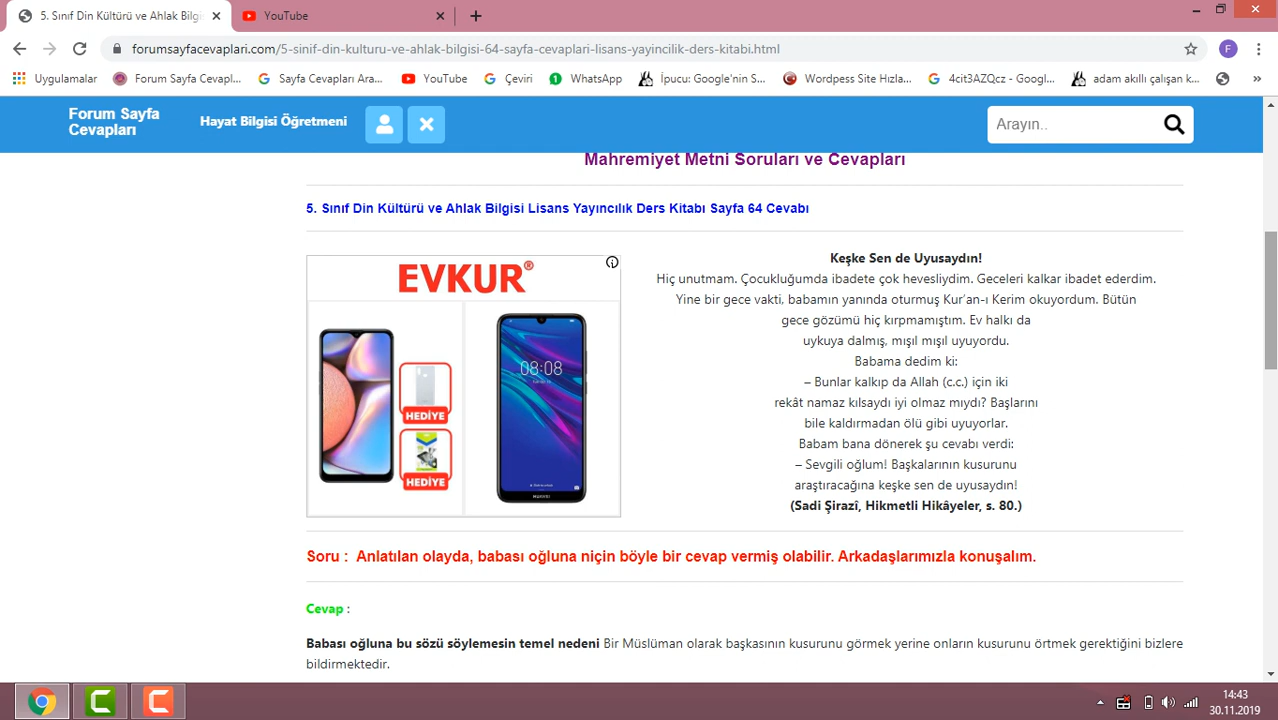 5. Sınıf Din Kültürü ve Ahlak Bilgi
YouTube
forumsayfacevaplari.com/5-sinif-din-kulturu-ve-ahlak-bilgisi-64-sayfa-cevaplari-lisans-yayincilik-ders-kitabi.html
F
Uygulamalar
Forum Sayfa Cevapl...
Sayfa Cevapları Ara...
YouTube
Çeviri
1 WhatsApp
İpucu: Google'nin S...
Wordpess Site Hızla...
4cit3AZQcz - Googl...
adam akıllı çalışan k...
»
Forum Sayfa
Cevapları
Hayat Bilgisi Öğretmeni
Arayın..
Mahremiyet Metni Soruları ve Cevapları
5. Sınıf Din Kültürü ve Ahlak Bilgisi Lisans Yayıncılık Ders Kitabı Sayfa 64 Cevabı
EVKUR®
HEDİYE
HEDİYE
08:08
HUAWEI
Keşke Sen de Uyusaydın!
Hiç unutmam. Çocukluğumda ibadete çok hevesliydim. Geceleri kalkar ibadet ederdim.
Yine bir gece vakti, babamın yanında oturmuş Kur’an-ı Kerim okuyordum. Bütün
gece gözümü hiç kırpmamıştım. Ev halkı da
uykuya dalmış, mışıl mışıl uyuyordu.
Babama dedim ki:
– Bunlar kalkıp da Allah (c.c.) için iki
rekât namaz kılsaydı iyi olmaz mıydı? Başlarını
bile kaldırmadan ölü gibi uyuyorlar.
Babam bana dönerek şu cevabı verdi:
– Sevgili oğlum! Başkalarının kusurunu
araştıracağına keşke sen de uyusaydın!
(Sadi Şirazî, Hikmetli Hikâyeler, s. 80.)
Soru : Anlatılan olayda, babası oğluna niçin böyle bir cevap vermiş olabilir. Arkadaşlarımızla konuşalım.
Cevap :
Babası oğluna bu sözü söylemesin temel nedeni Bir Müslüman olarak başkasının kusurunu görmek yerine onların kusurunu örtmek gerektiğini bizlere
bildirmektedir.
14:43
30.11.2019